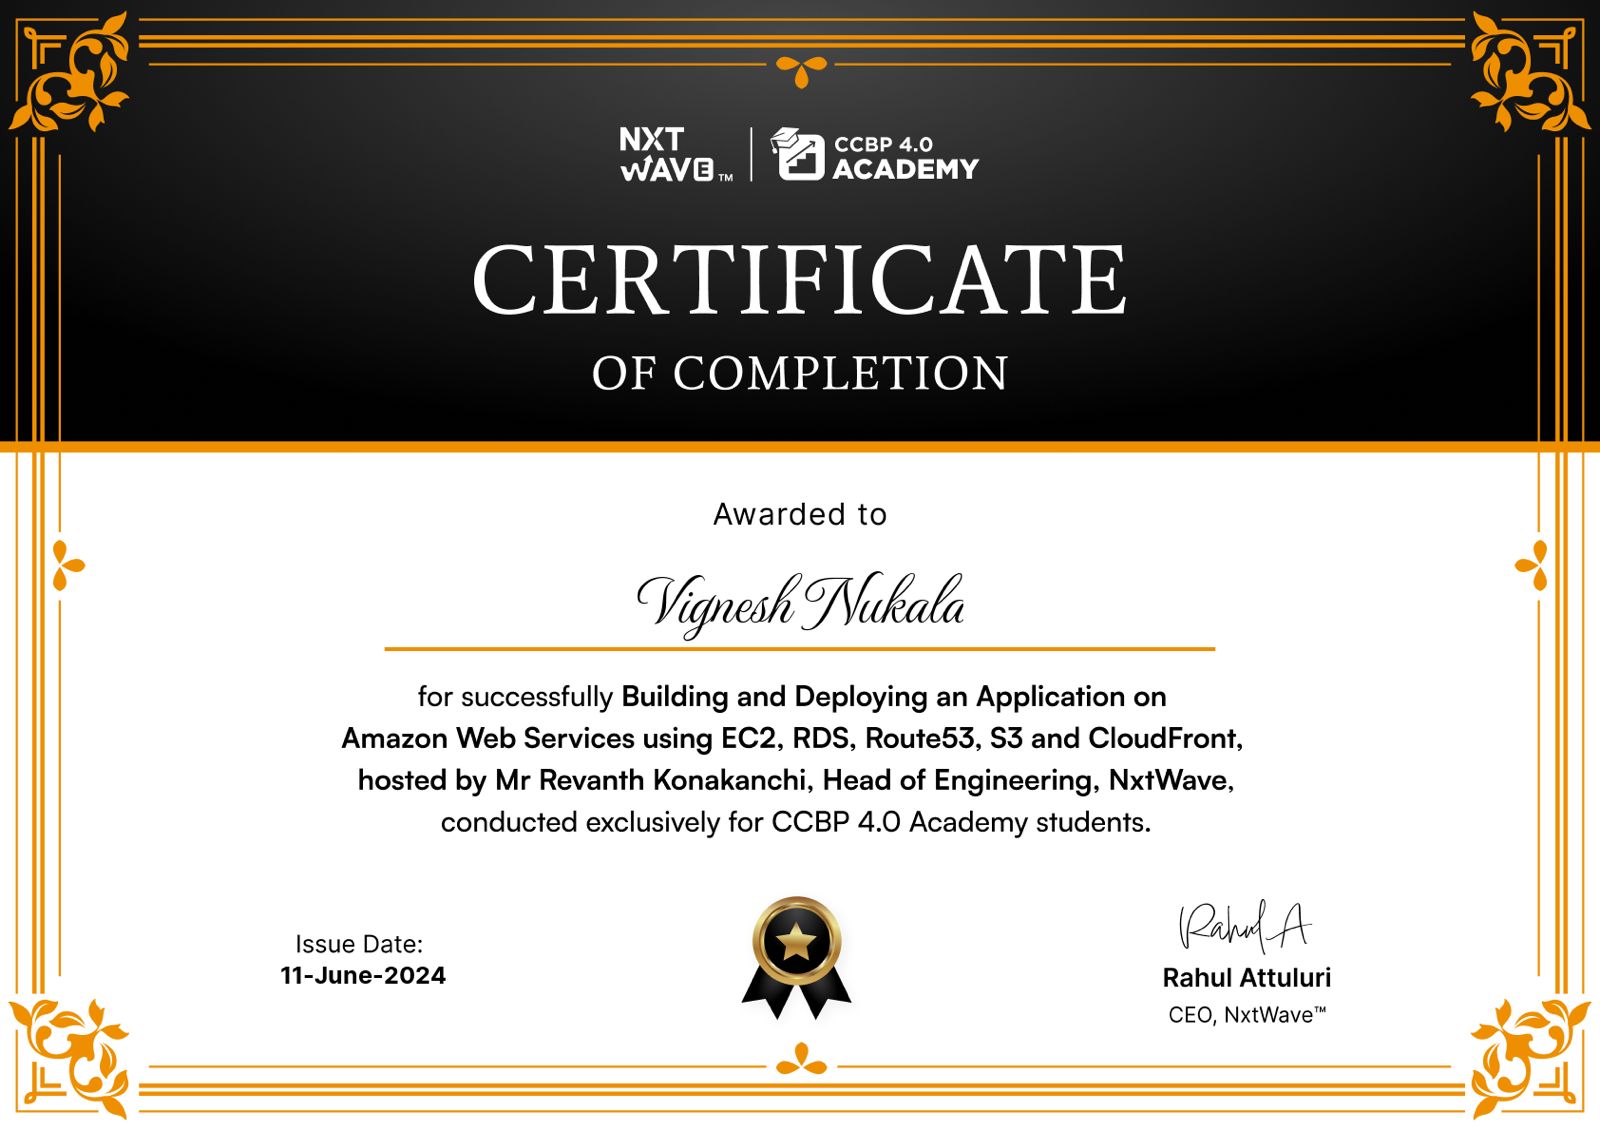 NXT
WAVE™
CCBP 4.0
ACADEMY
CERTIFICATE
OF COMPLETION
Awarded to
Vignesh Nukala
for successfully Building and Deploying an Application on
Amazon Web Services using EC2, RDS, Route53, S3 and CloudFront,
hosted by Mr Revanth Konakanchi, Head of Engineering, NxtWave,
conducted exclusively for CCBP 4.0 Academy students.
Issue Date:
11-June-2024
Rahul A
Rahul Attuluri
CEO, NxtWave™